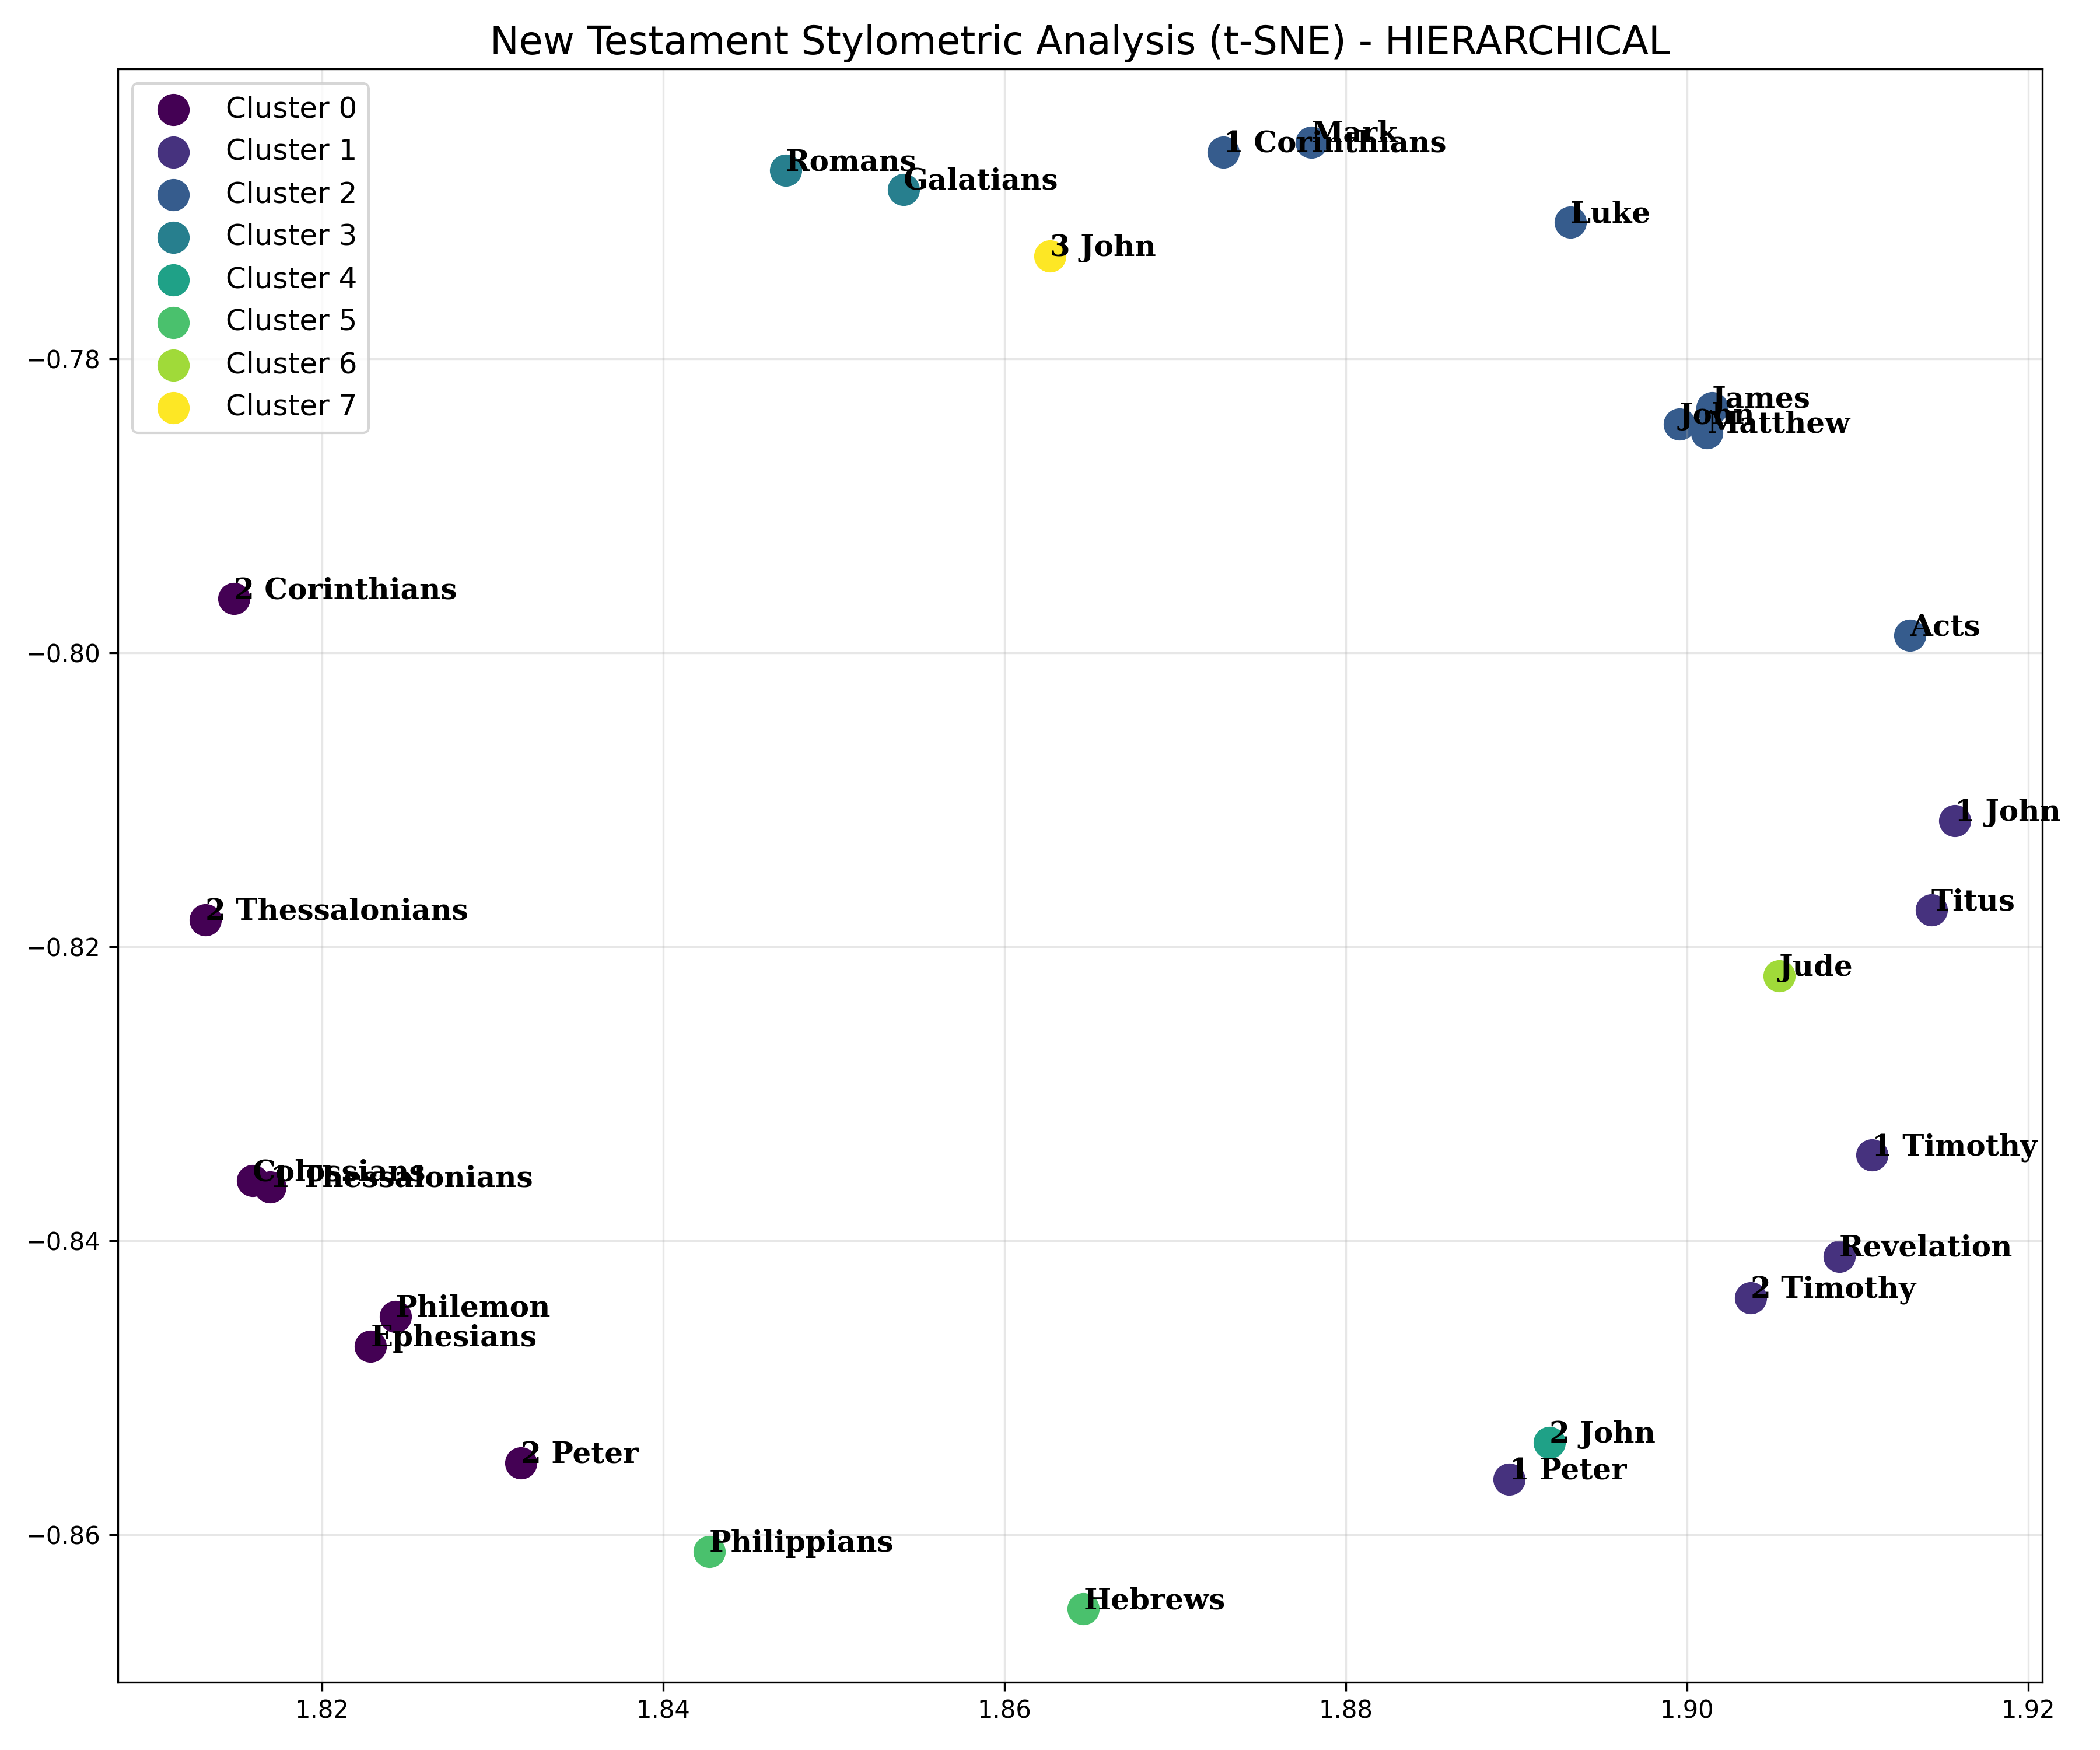 New Testament Stylometric Analysis (t-SNE) - HIERARCHICAL
Cluster 0
Cluster 1
Cluster 2
Cluster 3
Cluster 4
Cluster 5
Cluster 6
Cluster 7
Mark
1 Corinthians
Romans
Galatians
Luke
3 John
James
John
Matthew
2 Corinthians
Acts
1 John
Titus
2 Thessalonians
Jude
1 Timothy
Colossians
1 Thessalonians
Revelation
2 Timothy
Philemon
Ephesians
2 John
2 Peter
1 Peter
Philippians
Hebrews
−0.78
−0.80
−0.82
−0.84
−0.86
1.82 1.84 1.86 1.88 1.90 1.92